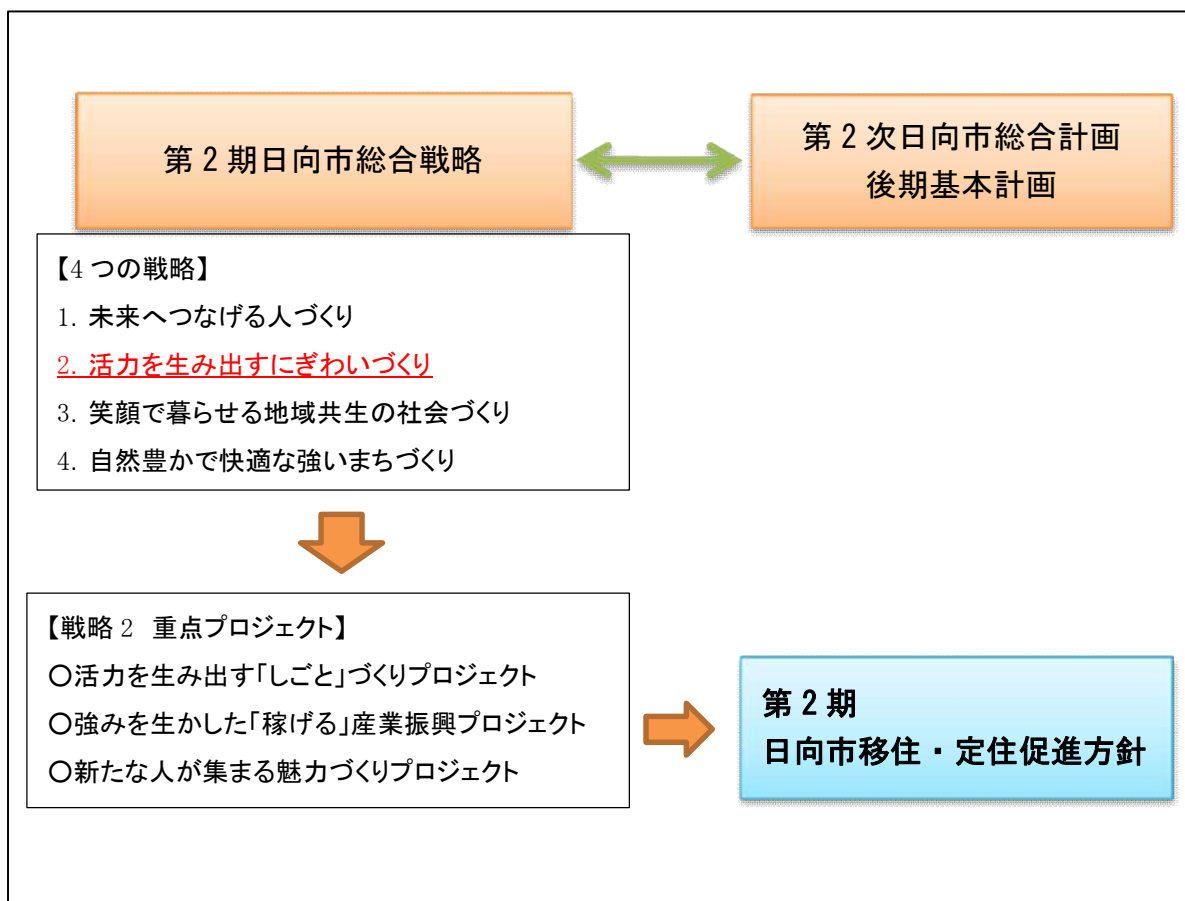 第2期日向市総合戦略
第2次日向市総合計画
後期基本計画
【4つの戦略】
1. 未来へつなげる人づくり
2. 活力を生み出すにぎわいづくり
3. 笑顔で暮らせる地域共生の社会づくり
4. 自然豊かで快適な強いまちづくり
【戦略2 重点プロジェクト】
○活力を生み出す「しごと」づくりプロジェクト
○強みを生かした「稼げる」産業振興プロジェクト
○新たな人が集まる魅力づくりプロジェクト
第2期
日向市移住・定住促進方針